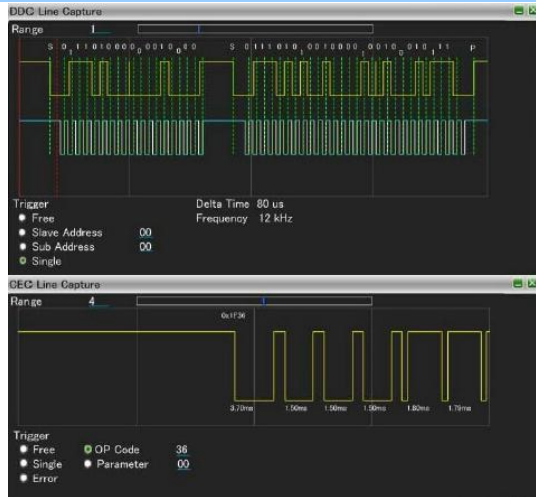 DDC Line Capture
Range 1
S 0 1 1 1 0 1 0 0 0 0 0 0 1 0 0 0 0 S 0 1 1 1 0 1 0 0 1 0 0 0 0 0 0 1 0 0 1 0 1 1 P
Trigger Delta Time 80 us
Free Frequency 12 kHz
Slave Address 00
Sub Address 00
Single
CEC Line Capture
Range 4
0x1F36
3.70ms 1.50ms 1.50ms 1.50ms 1.80ms 1.79ms
Trigger
Free OP Code 36
Single Parameter 00
Error